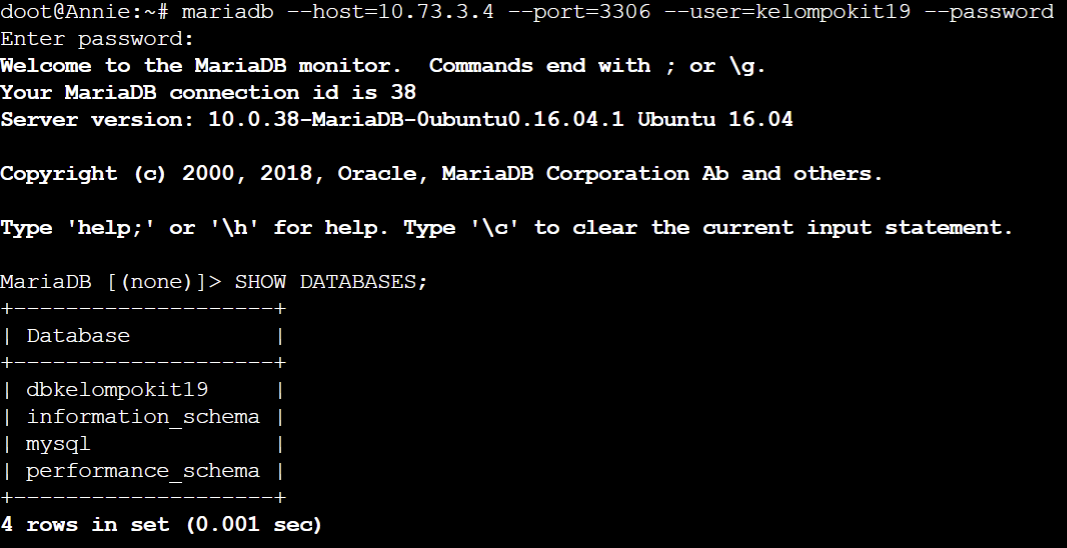 doot@Annie:~# mariadb --host=10.73.3.4 --port=3306 --user=kelompokit19 --password
Enter password:
Welcome to the MariaDB monitor.  Commands end with ; or \g.
Your MariaDB connection id is 38
Server version: 10.0.38-MariaDB-0ubuntu0.16.04.1 Ubuntu 16.04
Copyright (c) 2000, 2018, Oracle, MariaDB Corporation Ab and others.
Type 'help;' or '\h' for help. Type '\c' to clear the current input statement.
MariaDB [(none)]> SHOW DATABASES;
+--------------------+
| Database           |
+--------------------+
| dbkelompokit19     |
| information_schema |
| mysql              |
| performance_schema |
+--------------------+
4 rows in set (0.001 sec)